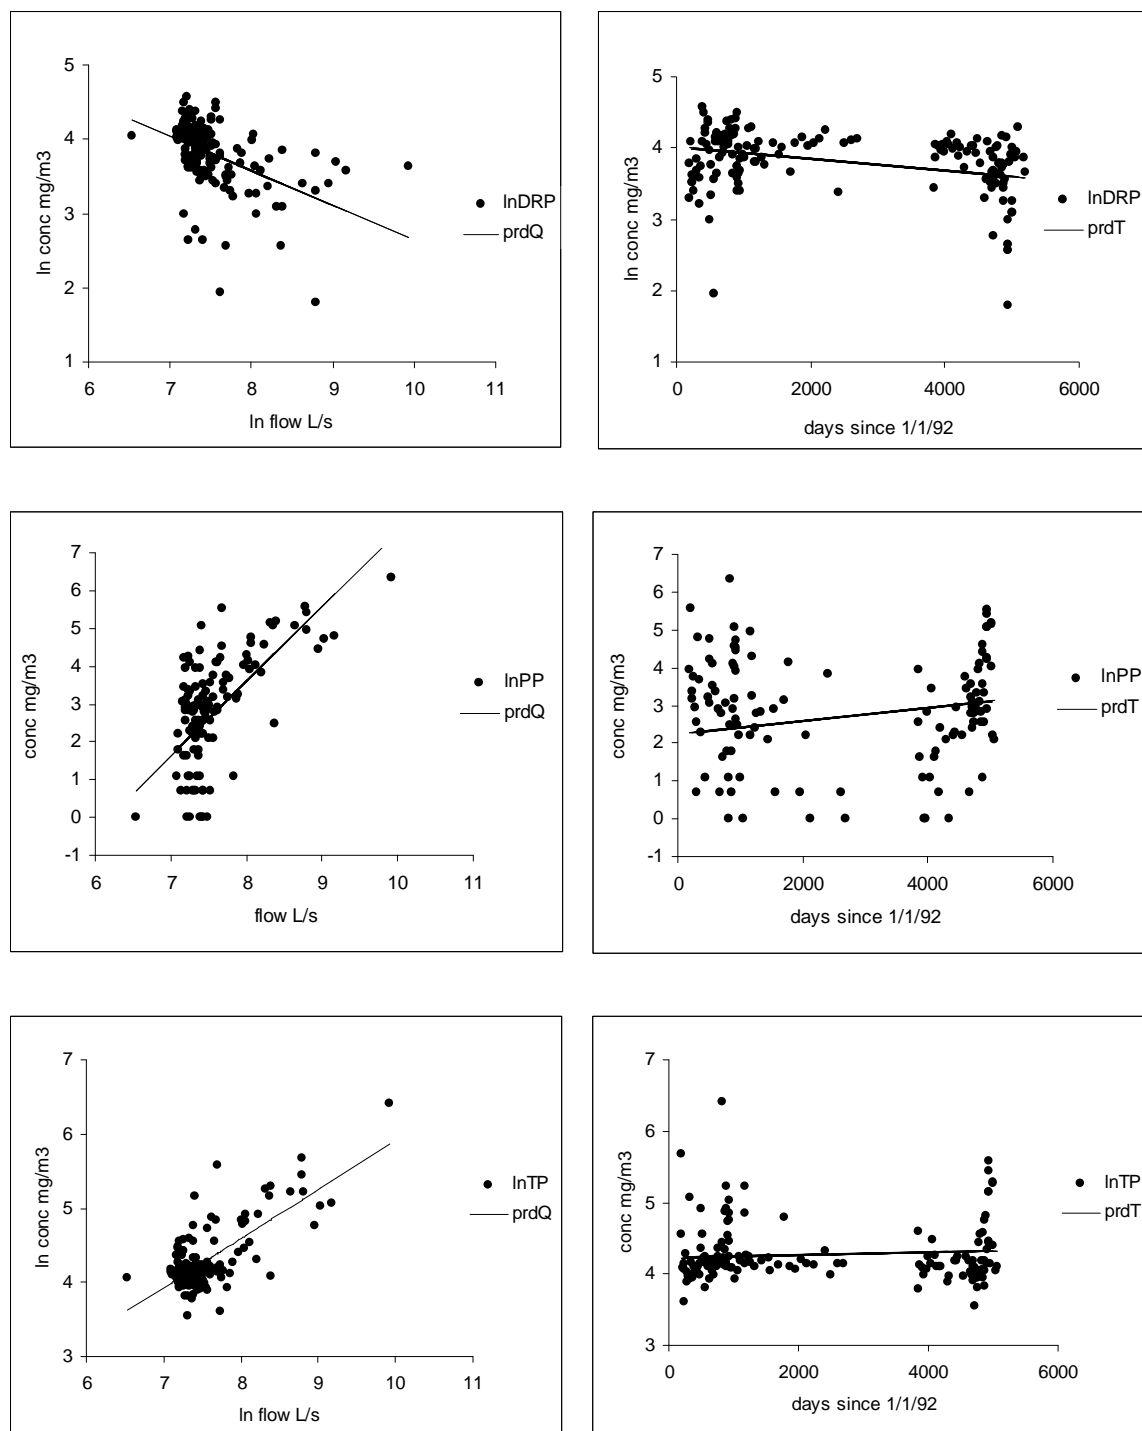 5
4
3
2
1
6
7
8
9
10
11
ln conc mg/m3
ln flow L/s
lnDRP
prdQ
5
4
3
2
1
0
2000
4000
6000
ln conc mg/m3
days since 1/1/92
lnDRP
prdT
7
6
5
4
3
2
1
0
-1
6
7
8
9
10
11
conc mg/m3
flow L/s
lnPP
prdQ
7
6
5
4
3
2
1
0
-1
0
2000
4000
6000
conc mg/m3
days since 1/1/92
lnPP
prdT
7
6
5
4
3
6
7
8
9
10
11
ln conc mg/m3
ln flow L/s
lnTP
prdQ
7
6
5
4
3
0
2000
4000
6000
conc mg/m3
days since 1/1/92
lnTP
prdT